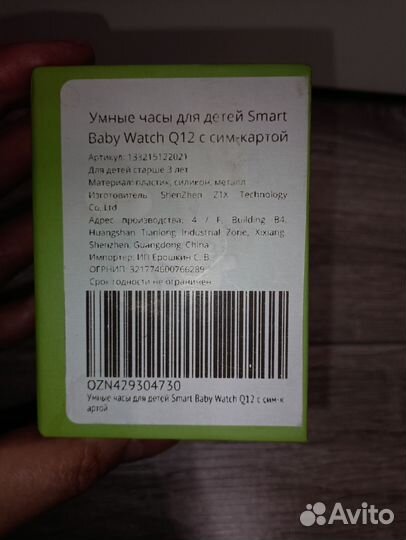 Умные часы для детей Smart
Baby Watch Q12 с сим-картой
Артикул: 133215122021
Для детей старше 3 лет
Материал: пластик, силикон, металл
Изготовитель: ShenZhen Z1X Technology
Co.,Ltd
Адрес производства: 4 / F, Building B4,
Huangshan Tianlong Industrial Zone, Xixiang,
Shenzhen, Guangdong, China
Импортер: ИП Ерошкин С. В.
ОГРНИП: 321774600766289
Срок годности не ограничен
OZN429304730
Умные часы для детей Smart Baby Watch Q12 с сим-к
артой
Avito